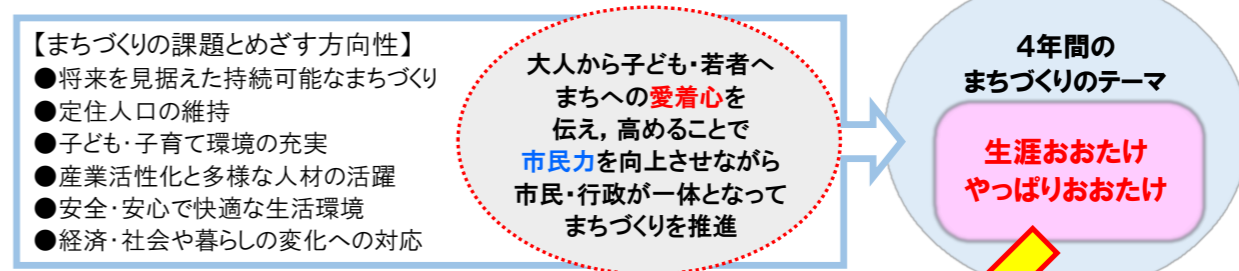 【まちづくりの課題とめざす方向性】
●将来を見据えた持続可能なまちづくり
●定住人口の維持
●子ども・子育て環境の充実
●産業活性化と多様な人材の活躍
●安全・安心で快適な生活環境
●経済・社会や暮らしの変化への対応
大人から子ども・若者へ
まちへの愛着心を
伝え，高めることで
市民力を向上させながら
市民・行政が一体となって
まちづくりを推進
4年間の
まちづくりのテーマ
生涯おおたけ
やっぱりおおたけ